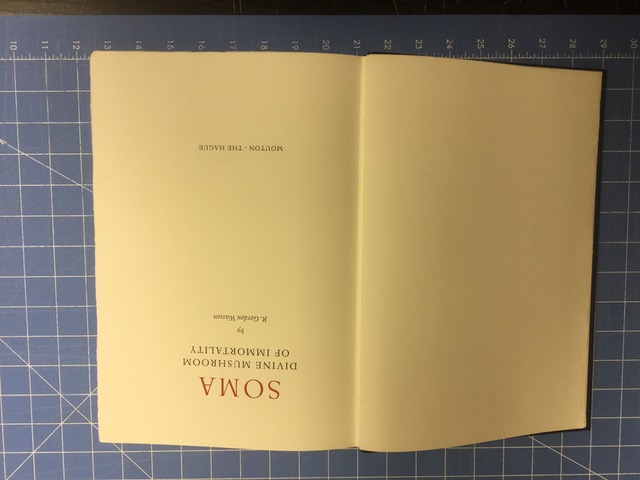 SOMA
DIVINE MUSHROOM
OF IMMORTALITY
by
R. Gordon Wasson
MOUTON · THE HAGUE
10 11 12 13 14 15 16 17 18 19 20 21 22 23 24 25 26 27 28 29 30